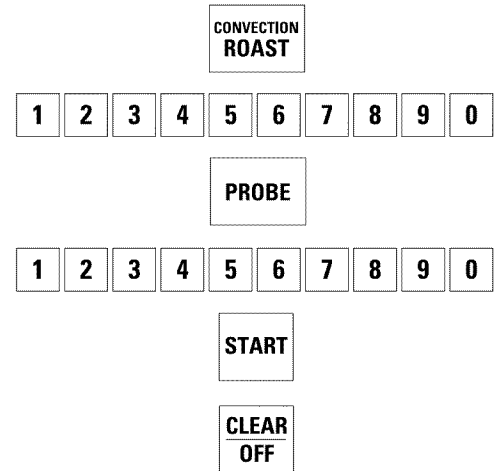 CONVECTION
ROAST
1 2 3 4 5 6 7 8 9 0
PROBE
1 2 3 4 5 6 7 8 9 0
START
CLEAR
OFF